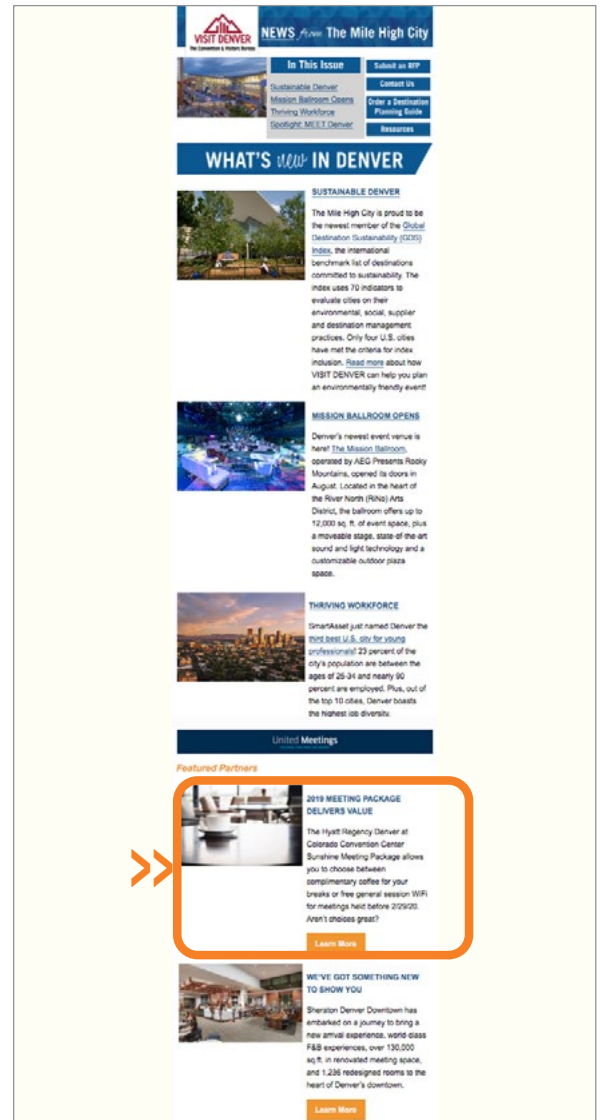 VISIT DENVER
The Convention & Visitors Bureau
NEWS from The Mile High City
In This Issue
Sustainable Denver
Mission Ballroom Opens
Thriving Workforce
Spotlight: MEET Denver
Submit an RFP
Contact Us
Order a Destination
Planning Guide
Resources
WHAT'S new IN DENVER
SUSTAINABLE DENVER
The Mile High City is proud to be
the newest member of the Global
Destination Sustainability (GDS)
Index, the international
benchmark list of destinations
committed to sustainability. The
index uses 70 indicators to
evaluate cities on their
environmental, social, supplier
and destination management
practices. Only four U.S. cities
have met the criteria for index
inclusion. Read more about how
VISIT DENVER can help you plan
an environmentally friendly event!
MISSION BALLROOM OPENS
Denver's newest event venue is
here! The Mission Ballroom,
operated by AEG Presents Rocky
Mountains, opened its doors in
August. Located in the heart of
the River North (RiNo) Arts
District, the ballroom offers up to
12,000 sq. ft. of event space, plus
a moveable stage, state-of-the-art
sound and light technology and a
customizable outdoor plaza
space.
THRIVING WORKFORCE
SmartAsset just named Denver the
third best U.S. city for young
professionals! 23 percent of the
city's population are between the
ages of 25-34 and nearly 90
percent are employed. Plus, out of
the top 10 cities, Denver boasts
the highest job diversity.
United Meetings
Featured Partners
2019 MEETING PACKAGE
DELIVERS VALUE
The Hyatt Regency Denver at
Colorado Convention Center
Sunshine Meeting Package allows
you to choose between
complimentary coffee for your
breaks or free general session WiFi
for meetings held before 2/29/20.
Aren't choices great?
Learn More
WE'VE GOT SOMETHING NEW
TO SHOW YOU
Sheraton Denver Downtown has
embarked on a journey to bring a
new arrival experience, world-class
F&B experiences, over 130,000
sq.ft. in renovated meeting space,
and 1,236 redesigned rooms to the
heart of Denver's downtown.
Learn More